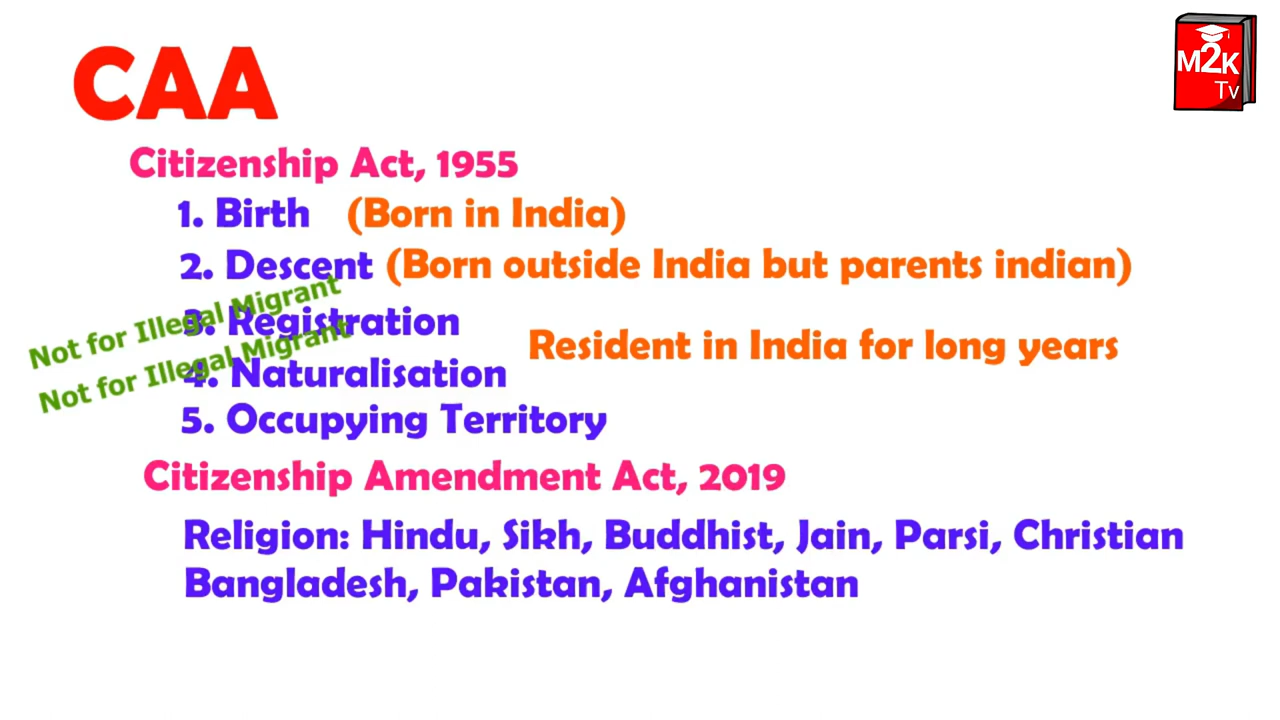 CAA
M2K
Tv
Citizenship Act, 1955
1. Birth (Born in India)
2. Descent (Born outside India but parents indian)
Not for Illegal Migrant
3. Registration
Resident in India for long years
Not for Illegal Migrant
4. Naturalisation
5. Occupying Territory
Citizenship Amendment Act, 2019
Religion: Hindu, Sikh, Buddhist, Jain, Parsi, Christian
Bangladesh, Pakistan, Afghanistan